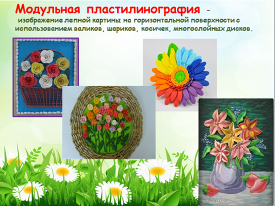 Модульная пластилинография -
изображение лепной картины на горизонтальной поверхности с
использованием валиков, шариков, косичек, многослойных дисков.